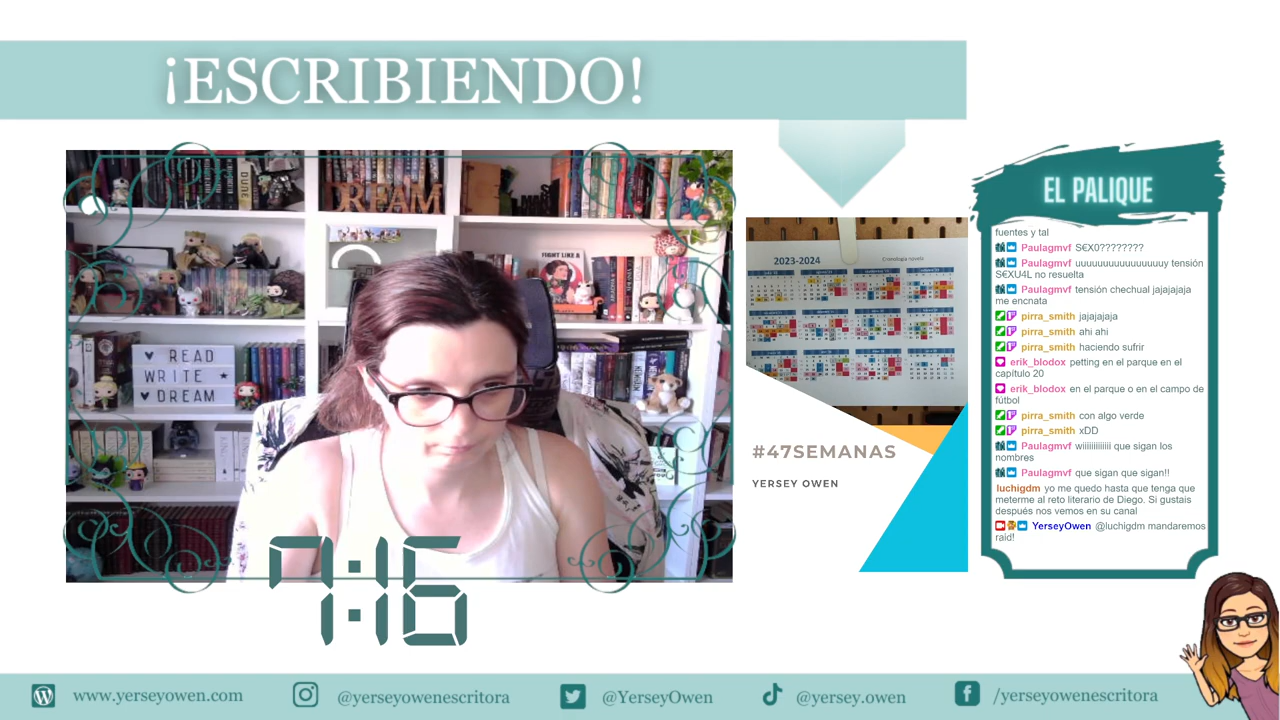 ¡ESCRIBIENDO!
DUNE
DREAM
FIGHT LIKE A
♥ READ
WRITE ★
♥ DREAM
7:16
2023-2024
Cronología novela
#47SEMANAS
YERSEY OWEN
EL PALIQUE
fuentes y tal
Paulagmvf S€X0????????
Paulagmvf uuuuuuuuuuuuuuuuuy tensión
S€XU4L no resuelta
Paulagmvf tensión chechual jajajajaja
me encnata
pirra_smith jajajajaja
pirra_smith ahi ahi
pirra_smith haciendo sufrir
erik_blodox petting en el parque en el
capítulo 20
erik_blodox en el parque o en el campo de
fútbol
pirra_smith con algo verde
pirra_smith xDD
Paulagmvf wiiiiiiiiiiiii que sigan los
nombres
Paulagmvf que sigan que sigan!!
luchigdm yo me quedo hasta que tenga que
meterme al reto literario de Diego. Si gustais
después nos vemos en su canal
YerseyOwen @luchigdm mandaremos
raid!
www.yerseyowen.com
@yerseyowenescritora
@YerseyOwen
@yersey.owen
/yerseyowenescritora